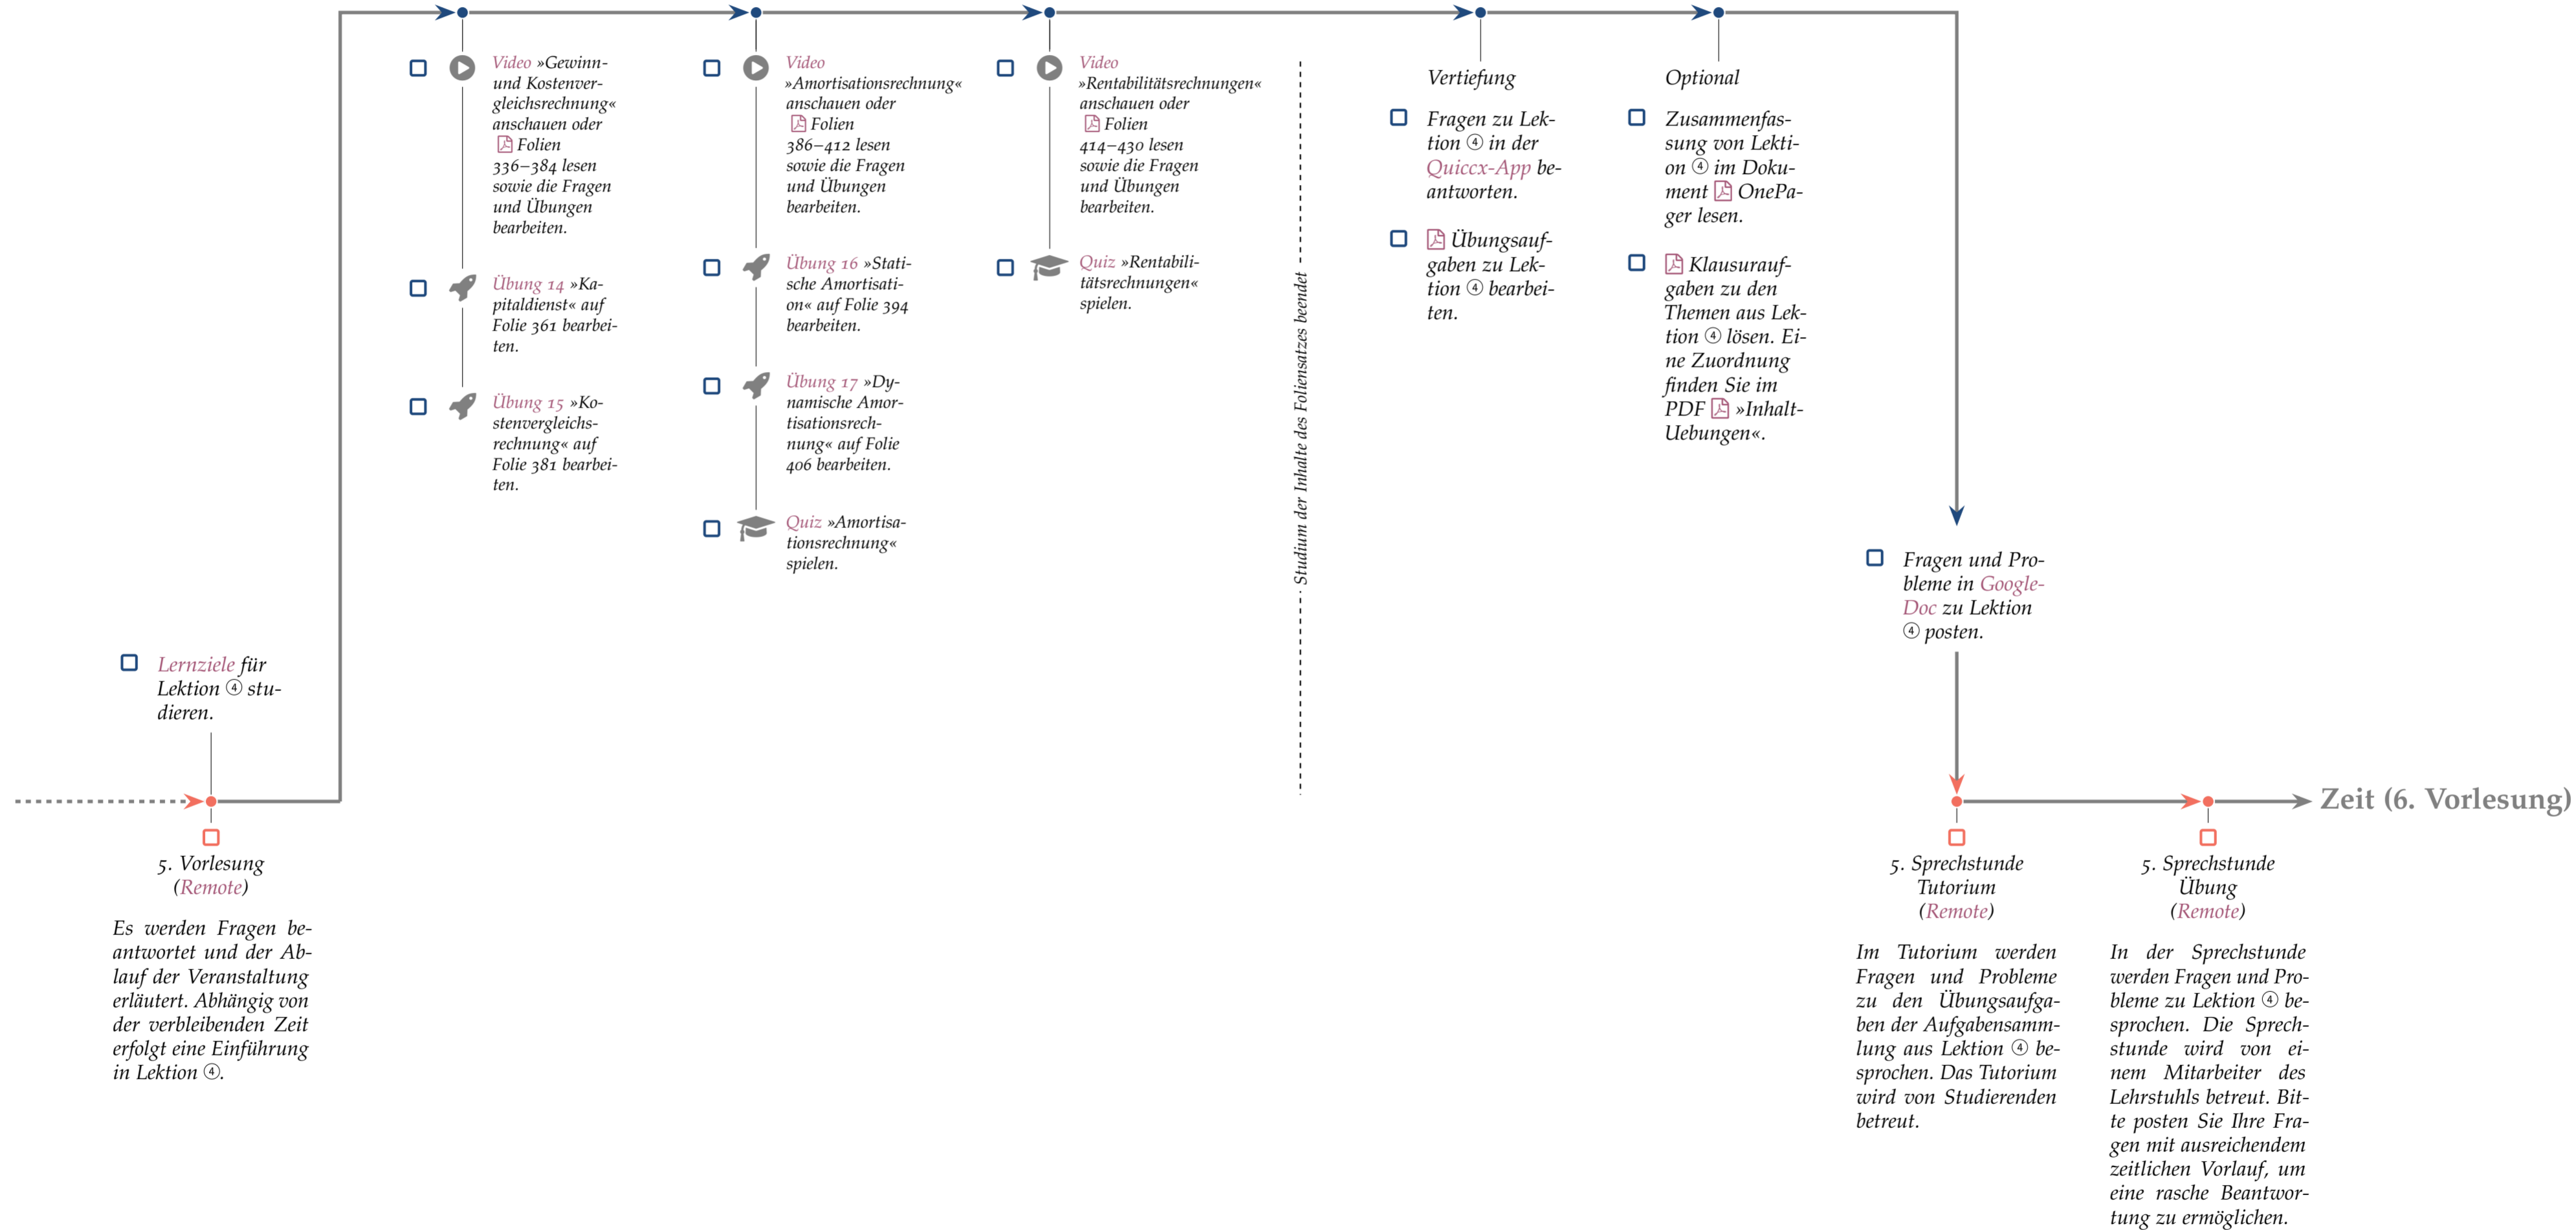 Video »Gewinn-
und Kostenver-
gleichsrechnung«
anschauen oder
Folien
336–384 lesen
sowie die Fragen
und Übungen
bearbeiten.
Übung 14 »Ka-
pitaldienst« auf
Folie 361 bearbei-
ten.
Übung 15 »Ko-
stenvergleichs-
rechnung« auf
Folie 381 bearbei-
ten.
Video
»Amortisationsrechnung«
anschauen oder
Folien
386–412 lesen
sowie die Fragen
und Übungen
bearbeiten.
Übung 16 »Stati-
sche Amortisati-
on« auf Folie 394
bearbeiten.
Übung 17 »Dy-
namische Amor-
tisationsrech-
nung« auf Folie
406 bearbeiten.
Quiz »Amortisa-
tionsrechnung«
spielen.
Video
»Rentabilitätsrechnungen«
anschauen oder
Folien
414–430 lesen
sowie die Fragen
und Übungen
bearbeiten.
Quiz »Rentabili-
tätsrechnungen«
spielen.
Studium der Inhalte des Foliensatzes beendet
Vertiefung
Fragen zu Lek-
tion ④ in der
Quiccx-App be-
antworten.
Übungsauf-
gaben zu Lek-
tion ④ bearbei-
ten.
Optional
Zusammenfas-
sung von Lekti-
on ④ im Doku-
ment OnePa-
ger lesen.
Klausurauf-
gaben zu den
Themen aus Lek-
tion ④ lösen. Ei-
ne Zuordnung
finden Sie im
PDF »Inhalt-
Uebungen«.
Fragen und Pro-
bleme in Google-
Doc zu Lektion
④ posten.
Lernziele für
Lektion ④ stu-
dieren.
Zeit (6. Vorlesung)
5. Vorlesung
(Remote)
Es werden Fragen be-
antwortet und der Ab-
lauf der Veranstaltung
erläutert. Abhängig von
der verbleibenden Zeit
erfolgt eine Einführung
in Lektion ④.
5. Sprechstunde
Tutorium
(Remote)
Im Tutorium werden
Fragen und Probleme
zu den Übungsaufga-
ben der Aufgabensamm-
lung aus Lektion ④ be-
sprochen. Das Tutorium
wird von Studierenden
betreut.
5. Sprechstunde
Übung
(Remote)
In der Sprechstunde
werden Fragen und Pro-
bleme zu Lektion ④ be-
sprochen. Die Sprech-
stunde wird von ei-
nem Mitarbeiter des
Lehrstuhls betreut. Bit-
te posten Sie Ihre Fra-
gen mit ausreichendem
zeitlichen Vorlauf, um
eine rasche Beantwor-
tung zu ermöglichen.